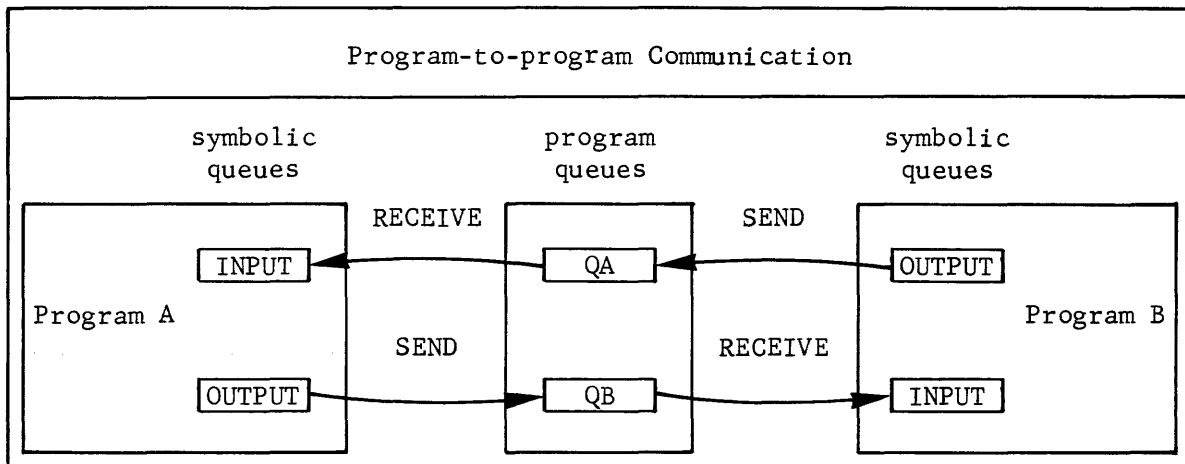 Program-to-program Communication
symbolic queues
program queues
symbolic queues
RECEIVE
SEND
INPUT
QA
OUTPUT
Program A
Program B
SEND
RECEIVE
OUTPUT
QB
INPUT